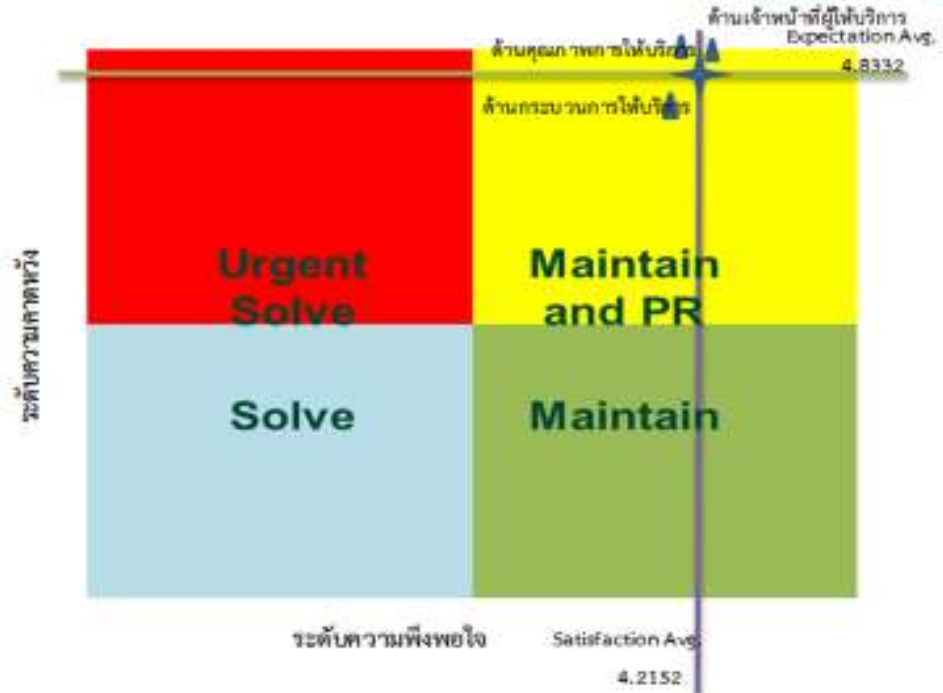 ด้านเจ้าหน้าที่ผู้ให้บริการ
Expectation Avg.
ด้านคุณภาพการให้บริการ
4.8332
ด้านกระบวนการให้บริการ
Urgent
Solve
Maintain
and PR
ระดับความคาดหวัง
Solve
Maintain
ระดับความพึงพอใจ
Satisfaction Avg.
4.2152